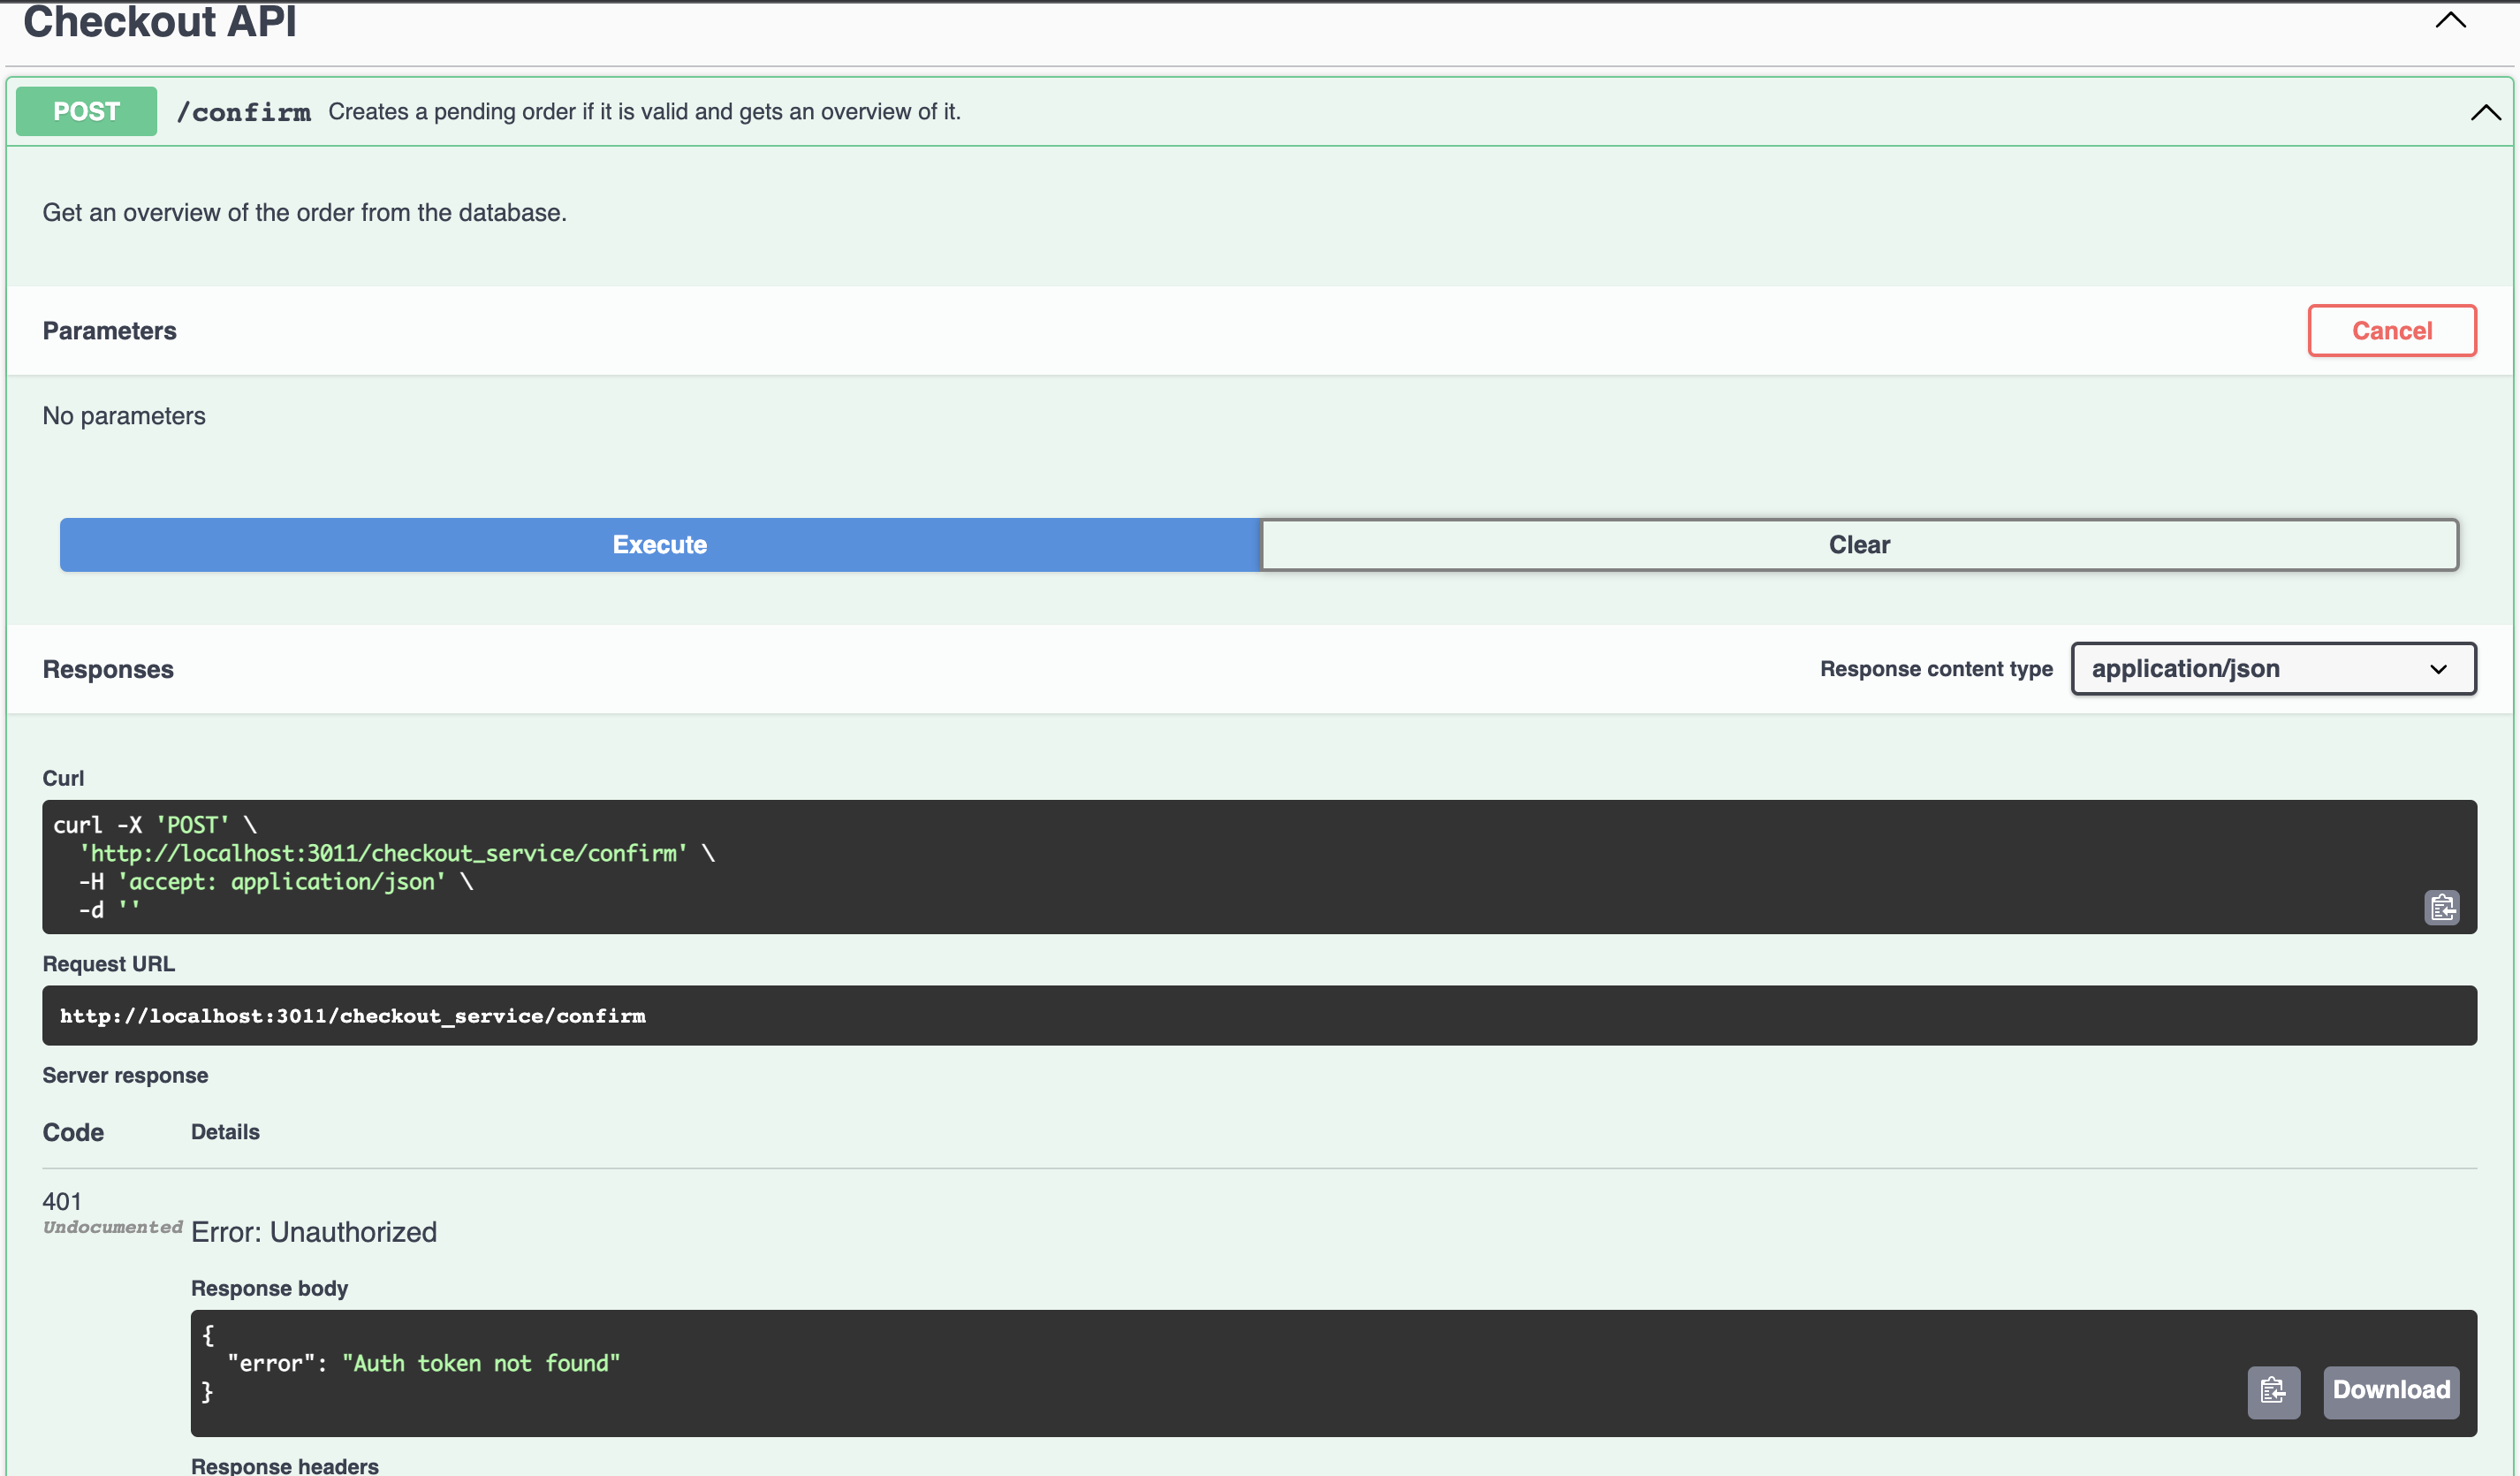 Checkout API
POST /confirm Creates a pending order if it is valid and gets an overview of it.
Get an overview of the order from the database.
Parameters Cancel
No parameters
Execute Clear
Responses Response content type application/json
Curl
curl -X 'POST' \
'http://localhost:3011/checkout_service/confirm' \
-H 'accept: application/json' \
-d ''
Request URL
http://localhost:3011/checkout_service/confirm
Server response
Code Details
401
Undocumented Error: Unauthorized
Response body
{
"error": "Auth token not found"
}
Download
Response headers